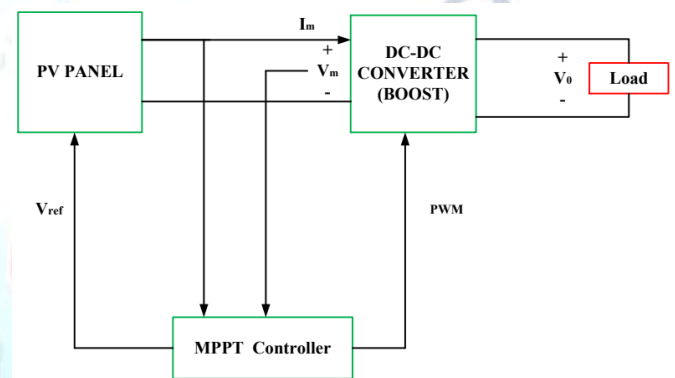 Im
PV PANEL
+
Vm
-
DC-DC
CONVERTER
(BOOST)
+
V0
-
Load
Vref
PWM
MPPT Controller